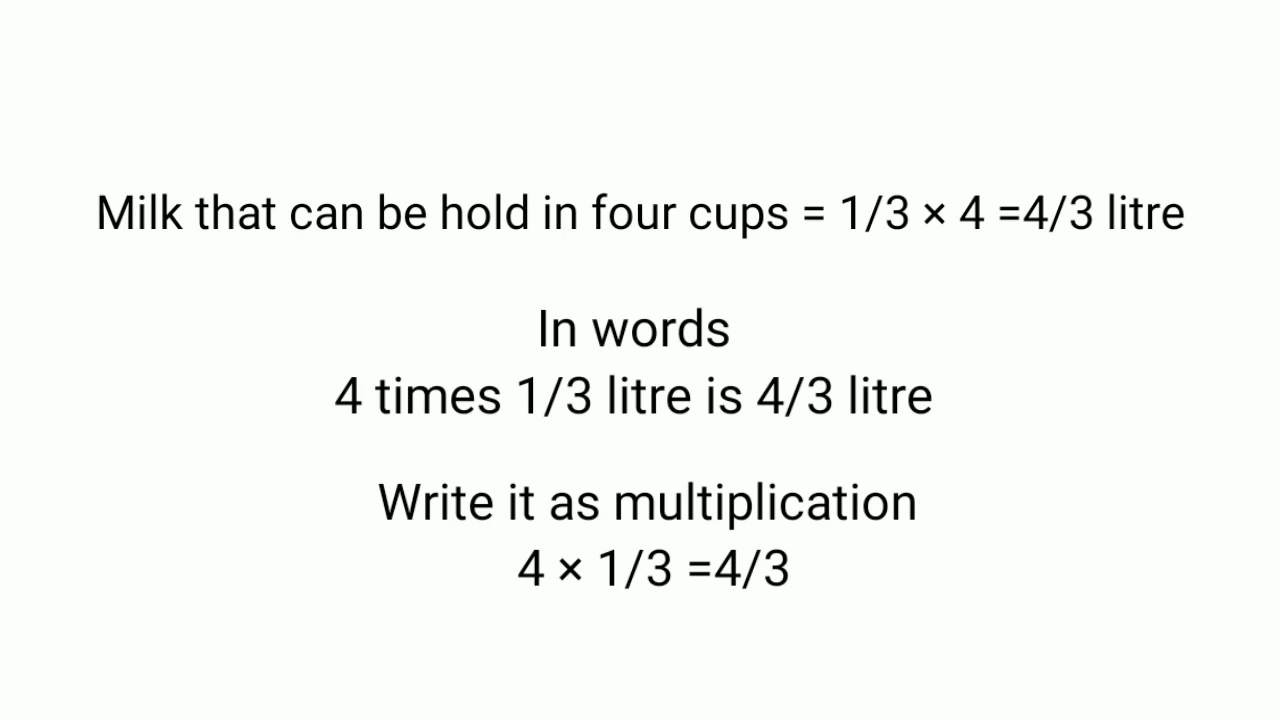 Milk that can be hold in four cups = 1/3 × 4 =4/3 litre
In words
4 times 1/3 litre is 4/3 litre
Write it as multiplication
4 × 1/3 =4/3